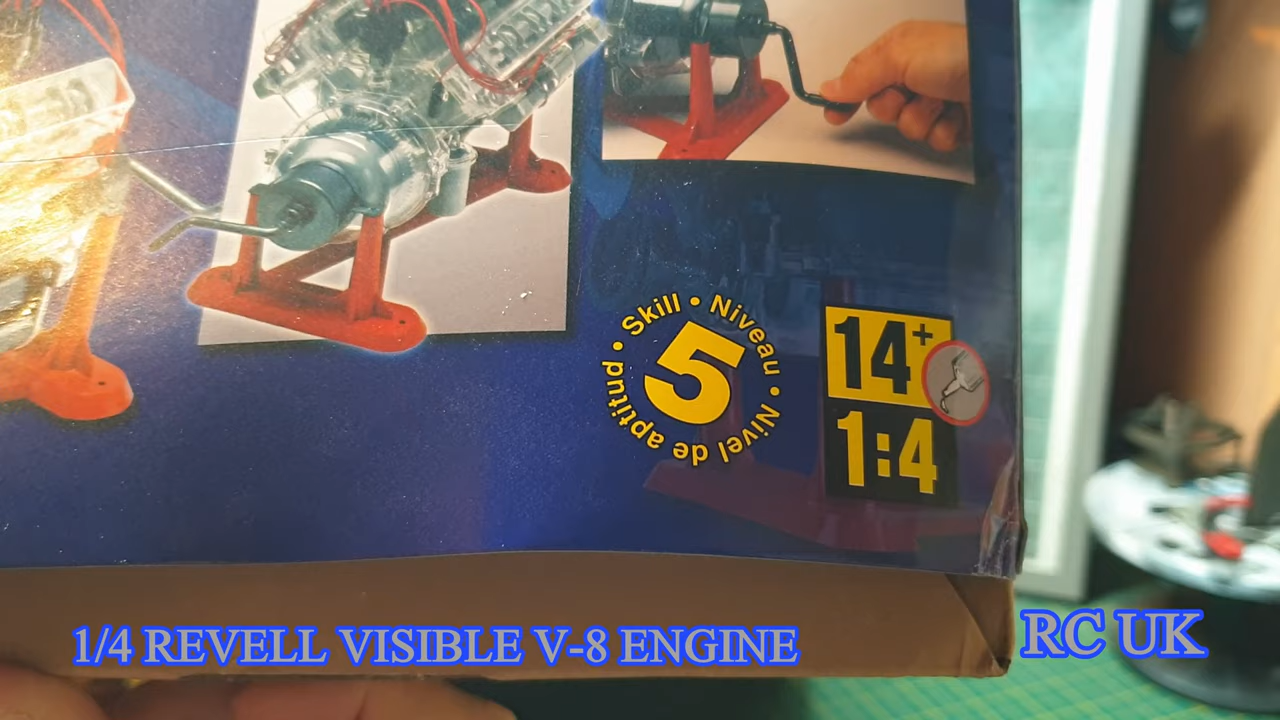 Skill • Niveau • Nivel de aptitud •
5
14+
1:4
1/4 REVELL VISIBLE V-8 ENGINE
RC UK